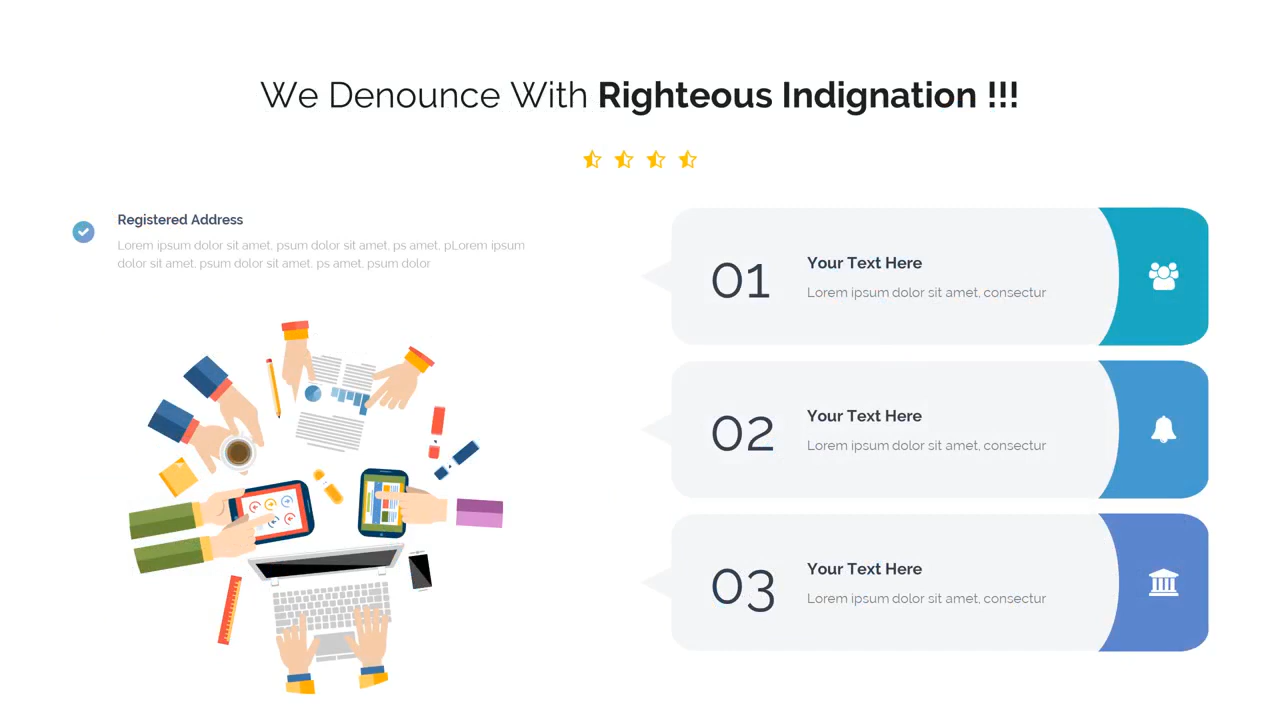 We Denounce With Righteous Indignation !!!
Registered Address
Lorem ipsum dolor sit amet, psum dolor sit amet, ps amet, pLorem ipsum
dolor sit amet, psum dolor sit amet, ps amet, psum dolor
01
Your Text Here
Lorem ipsum dolor sit amet, consectur
02
Your Text Here
Lorem ipsum dolor sit amet, consectur
03
Your Text Here
Lorem ipsum dolor sit amet, consectur